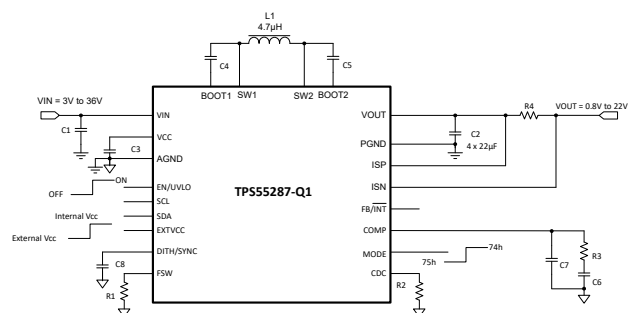 L1
4.7µH
C4
C5
BOOT1 SW1
SW2 BOOT2
VIN = 3V to 36V
VIN
VOUT
R4
VOUT = 0.8V to 22V
C1
VCC
C3
AGND
PGND
C2
4 x 22µF
ISP
TPS55287-Q1
ISN
ON
OFF
EN/UVLO
SCL
FB/INT
Internal Vcc
SDA
COMP
External Vcc
EXTVCC
74h
MODE
75h
R3
C7
C6
DITH/SYNC
C8
FSW
CDC
R1
R2